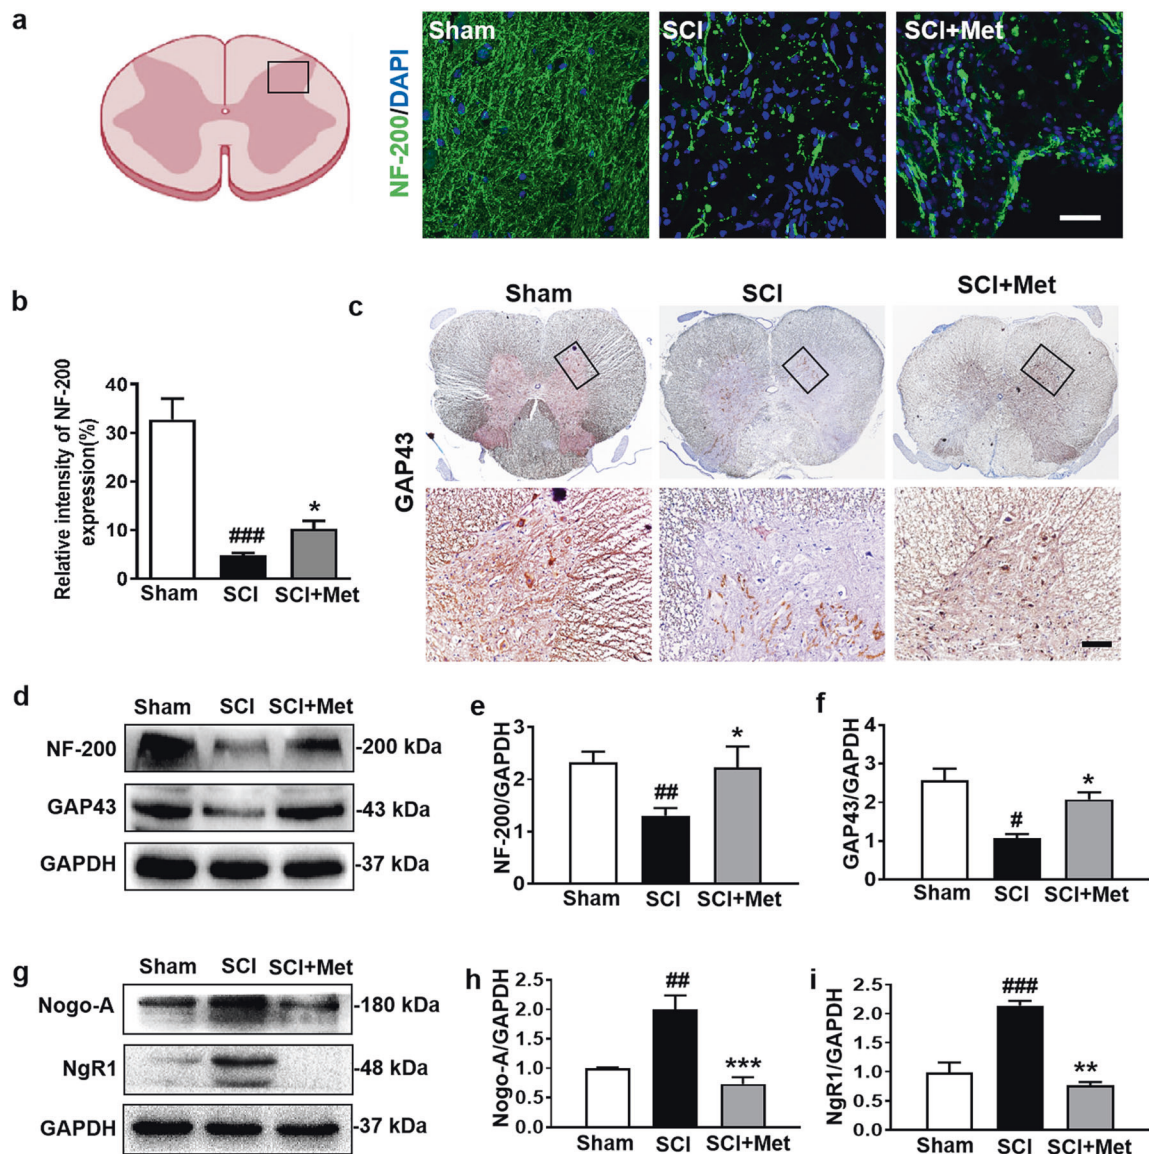 a
NF-200/DAPI
Sham
SCI
SCI+Met
b
Relative intensity of NF-200
expression(%)
40
30
20
10
0
###
*
Sham
SCI
SCI+Met
c
Sham
SCI
SCI+Met
GAP43
d
Sham
SCI
SCI+Met
NF-200
-200 kDa
GAP43
-43 kDa
GAPDH
-37 kDa
e
NF-200/GAPDH
3
2
1
0
##
*
Sham
SCI
SCI+Met
f
GAP43/GAPDH
4
3
2
1
0
#
*
Sham
SCI
SCI+Met
g
Sham
SCI
SCI+Met
Nogo-A
-180 kDa
NgR1
-48 kDa
GAPDH
-37 kDa
h
Nogo-A/GAPDH
2.5
2.0
1.5
1.0
0.5
0.0
##
***
Sham
SCI
SCI+Met
i
NgR1/GAPDH
2.5
2.0
1.5
1.0
0.5
0.0
###
**
Sham
SCI
SCI+Met